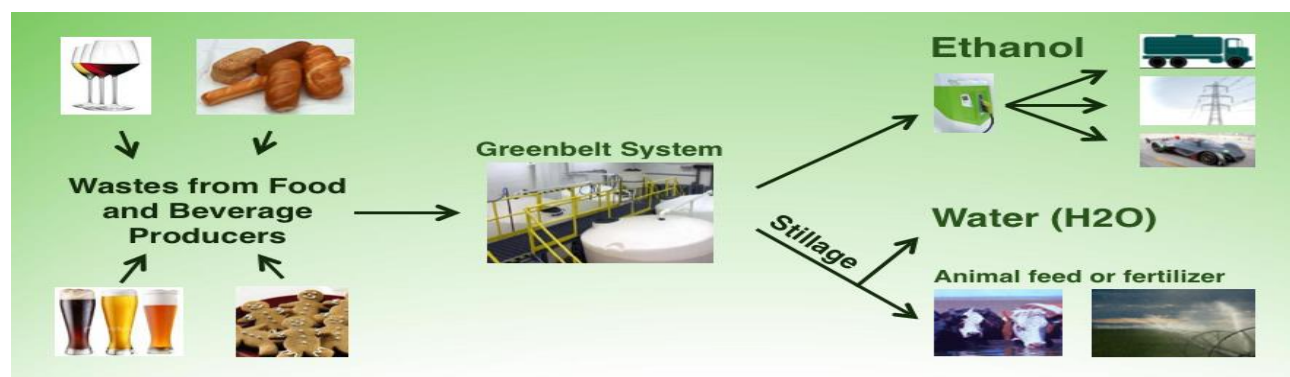 Wastes from Food
and Beverage
Producers
Greenbelt System
Stillage
Ethanol
Water (H2O)
Animal feed or fertilizer